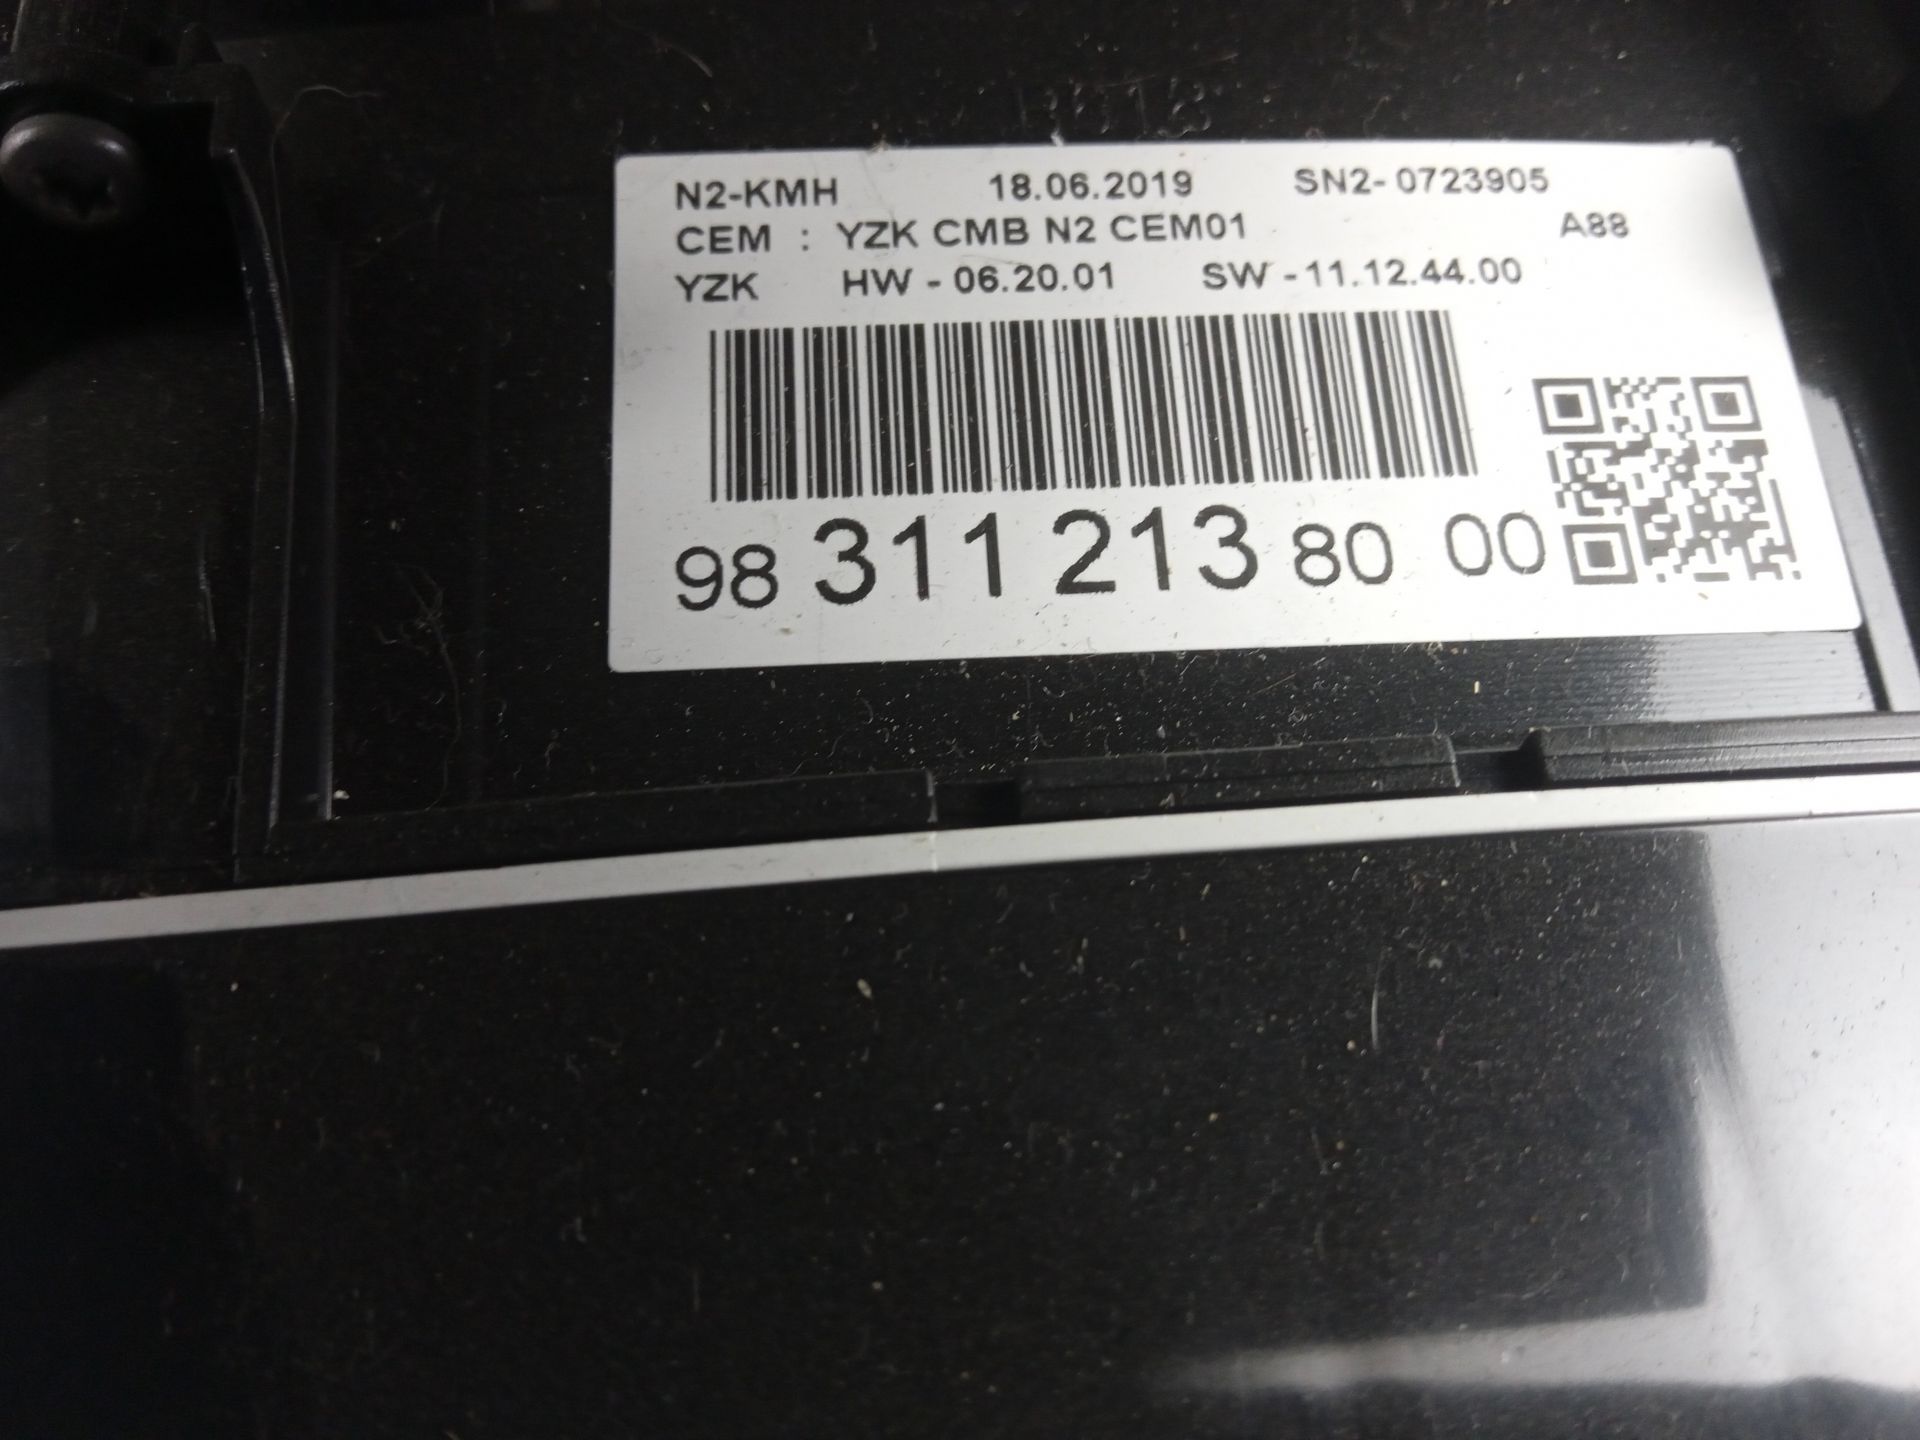 N2-KMH 18.06.2019 SN2- 0723905
CEM : YZK CMB N2 CEM01 A88
YZK HW - 06.20.01 SW -11.12.44.00
98 311 213 80 00